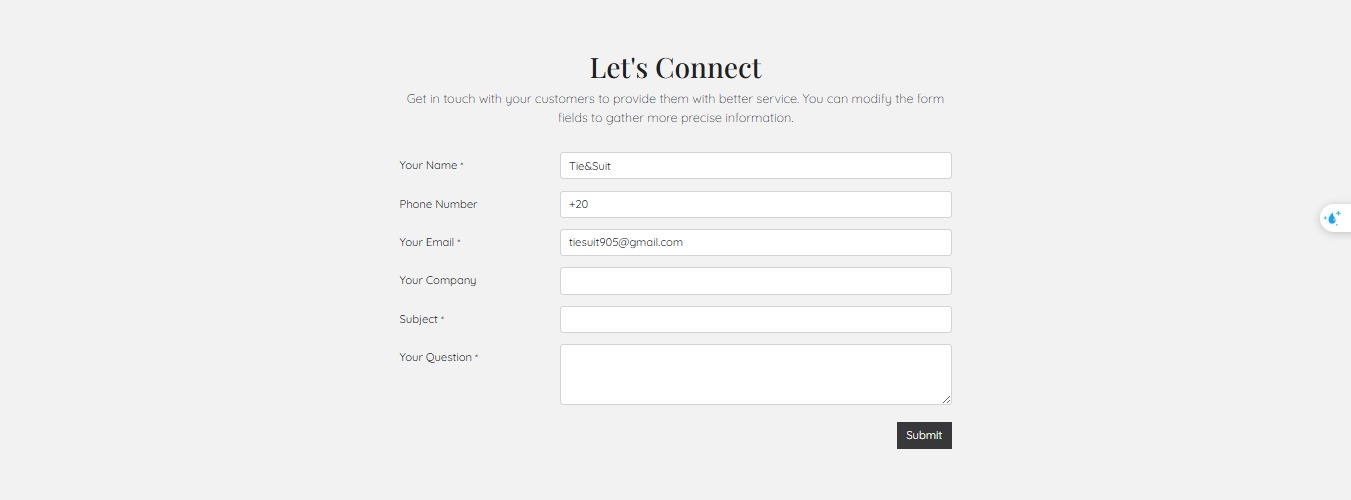 Let's Connect
Get in touch with your customers to provide them with better service. You can modify the form
fields to gather more precise information.
Your Name *
Tie&Suit
Phone Number
+20
Your Email *
tiesuit905@gmail.com
Your Company
Subject *
Your Question *
Submit